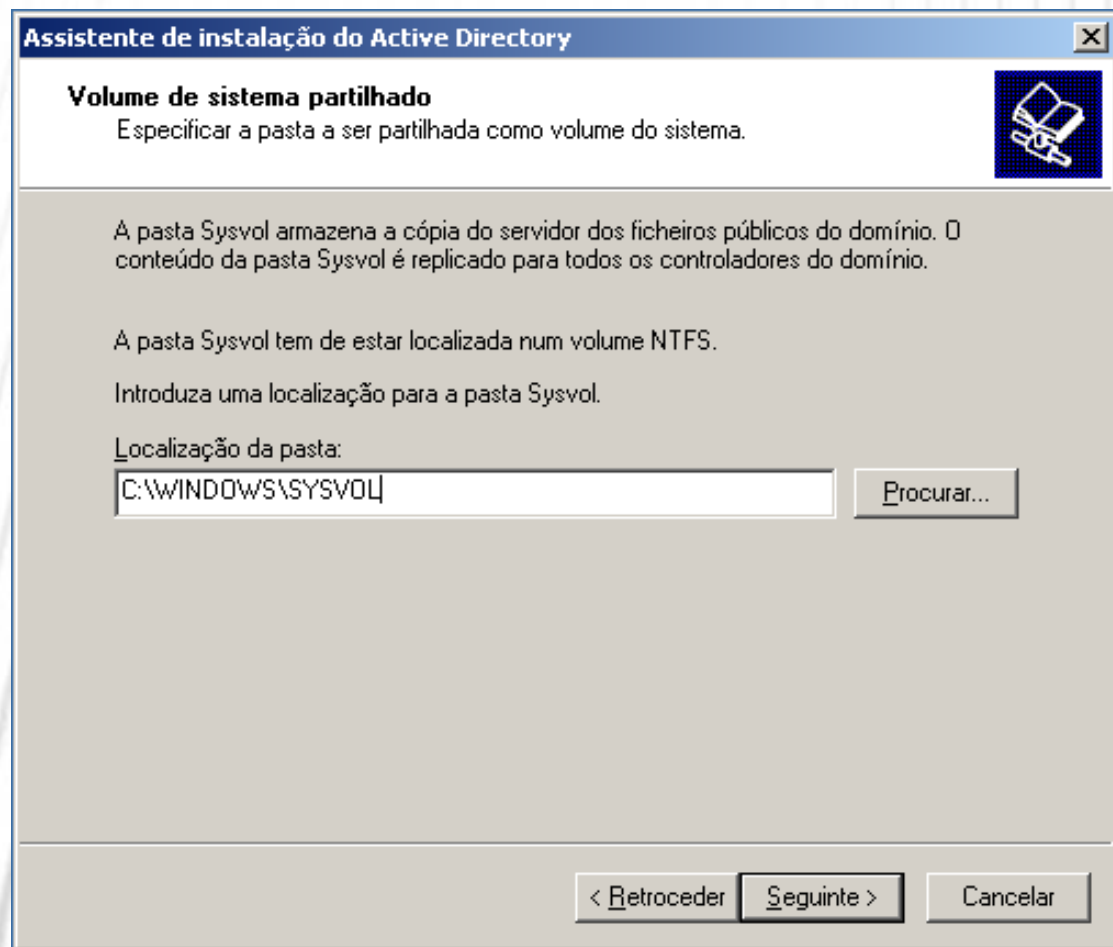 Assistente de instalação do Active Directory
Volume de sistema partilhado
Especificar a pasta a ser partilhada como volume do sistema.
A pasta Sysvol armazena a cópia do servidor dos ficheiros públicos do domínio. O
conteúdo da pasta Sysvol é replicado para todos os controladores do domínio.
A pasta Sysvol tem de estar localizada num volume NTFS.
Introduza uma localização para a pasta Sysvol.
Localização da pasta:
C:\WINDOWS\SYSVOL
Procurar...
< Retroceder
Seguinte >
Cancelar